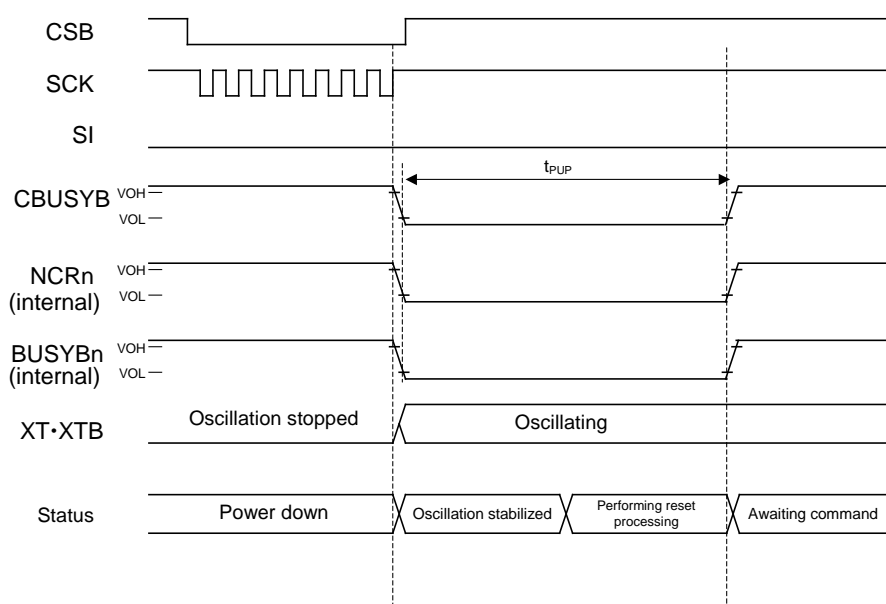 CSB
SCK
SI
tPUP
CBUSYB
VOH
VOL
NCRn
(internal)
VOH
VOL
BUSYBn
(internal)
VOH
VOL
XT・XTB
Oscillation stopped
Oscillating
Status
Power down
Oscillation stabilized
Performing reset
processing
Awaiting command